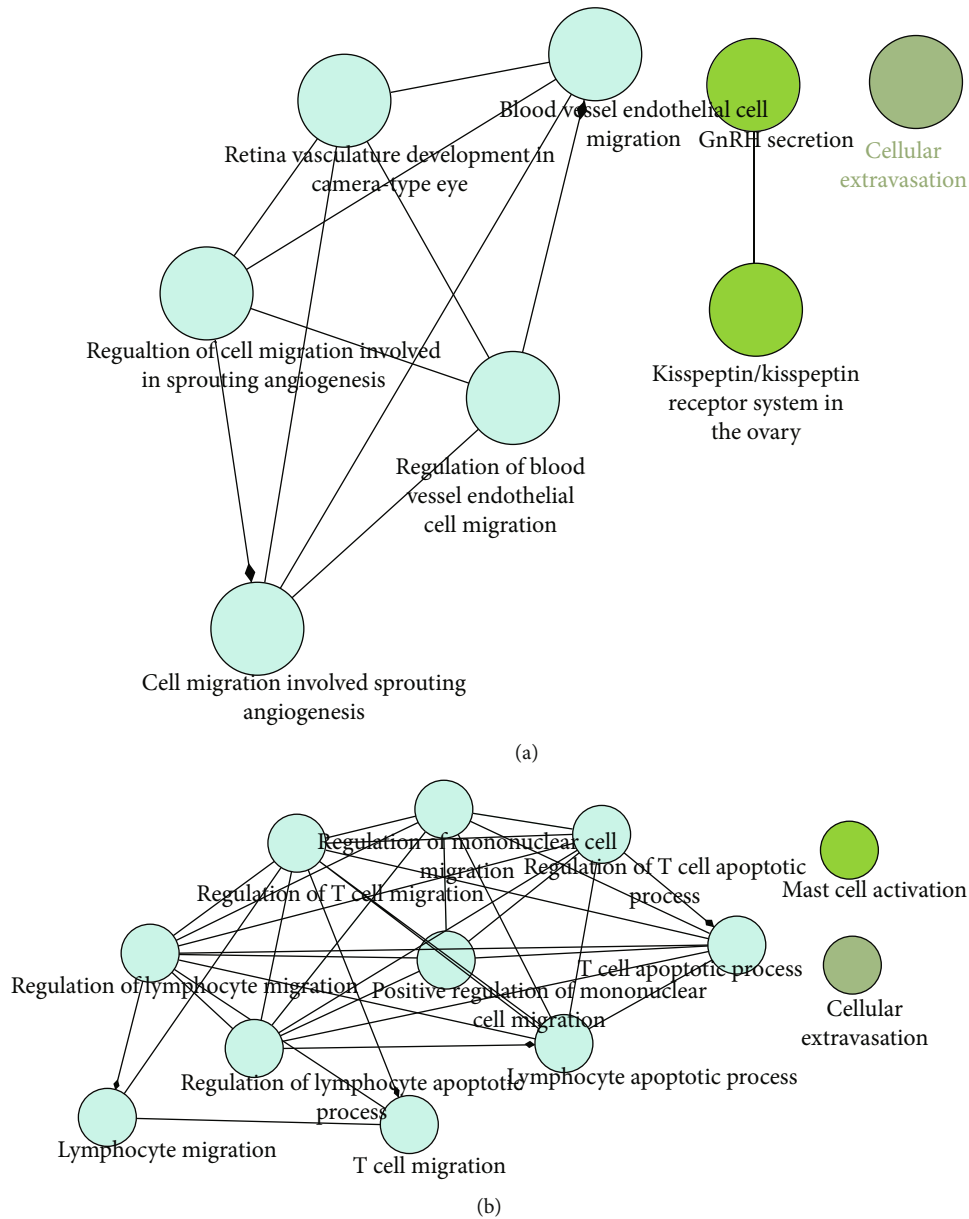 Blood vessel endothelial cell
migration
GnRH secretion
Cellular
extravasation
Retina vasculature development in
camera-type eye
Regualtion of cell migration involved
in sprouting angiogenesis
Kisspeptin/kisspeptin
receptor system in
the ovary
Regulation of blood
vessel endothelial
cell migration
Cell migration involved sprouting
angiogenesis
(a)
Regulation of mononuclear cell
migration
Regulation of T cell apoptotic
process
Mast cell activation
Regulation of T cell migration
T cell apoptotic process
Regulation of lymphocyte migration
Positive regulation of mononuclear
cell migration
Cellular
extravasation
Regulation of lymphocyte apoptotic
process
Lymphocyte apoptotic process
Lymphocyte migration
T cell migration
(b)